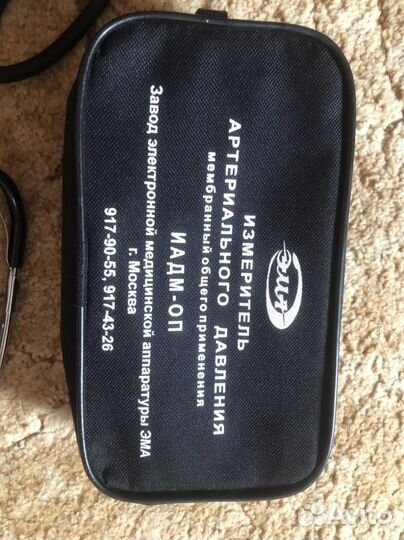 ЭМА
ИЗМЕРИТЕЛЬ
АРТЕРИАЛЬНОГО ДАВЛЕНИЯ
мембранный общего применения
ИАДМ-ОП
Завод электронной медицинской аппаратуры ЭМА
г. Москва
917-90-55, 917-43-26
Avito